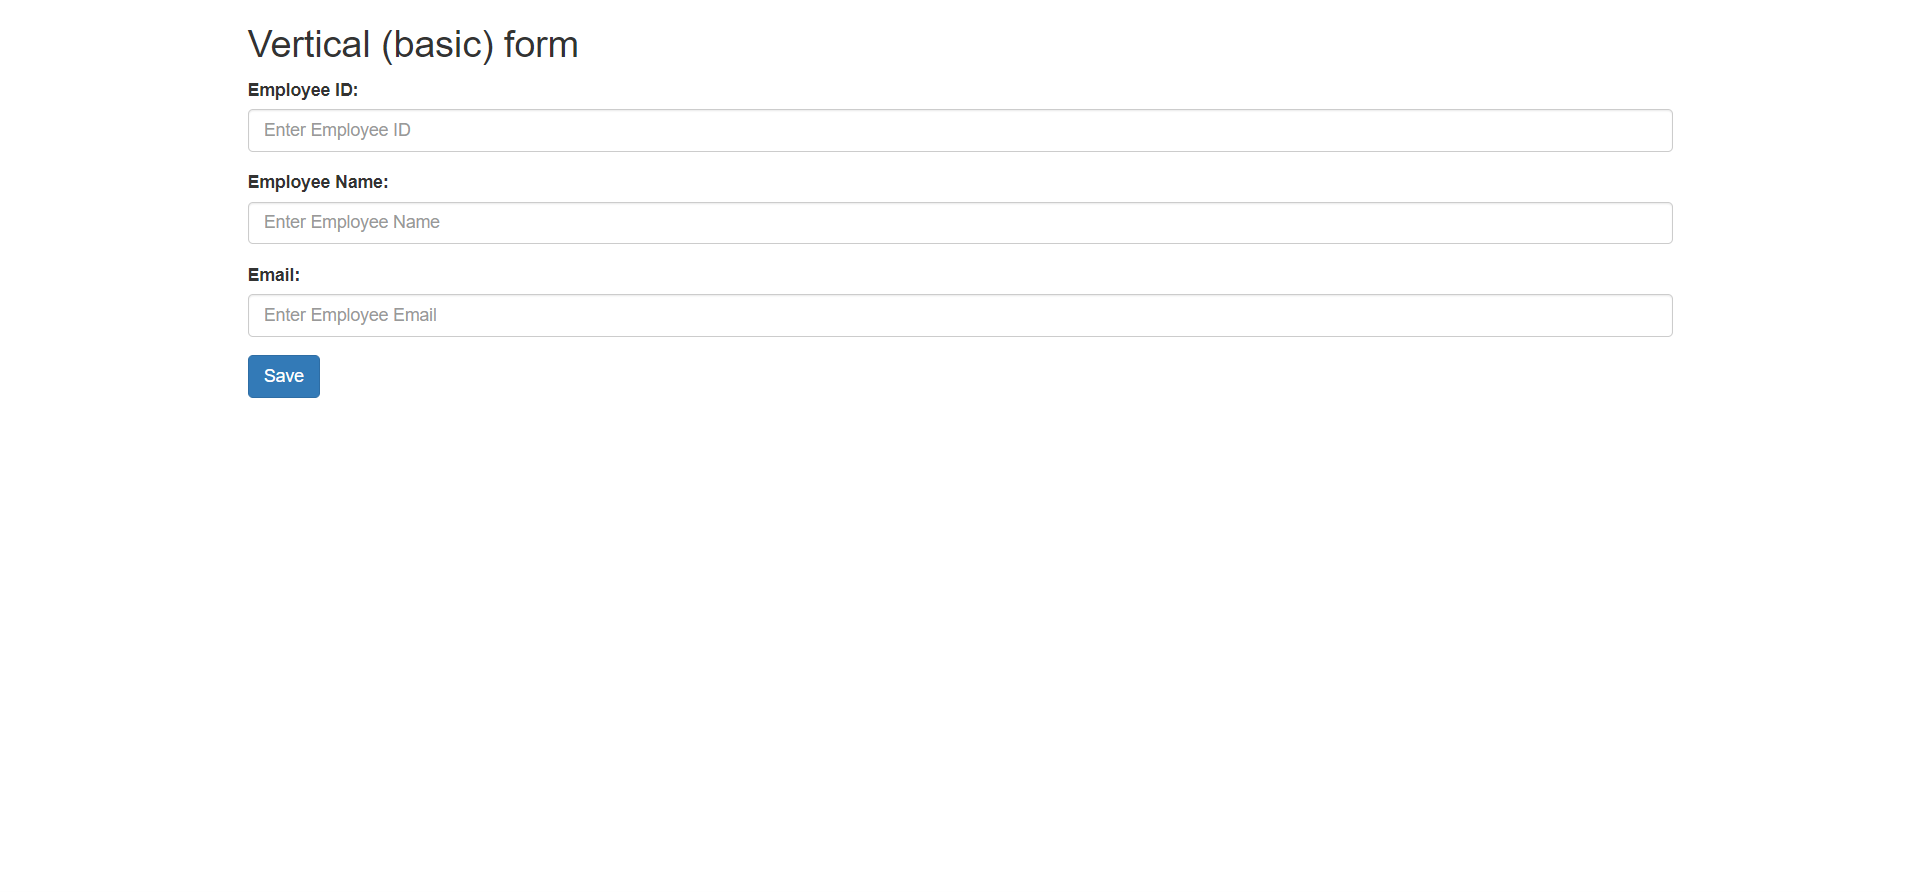 Vertical (basic) form
Employee ID:
Enter Employee ID
Employee Name:
Enter Employee Name
Email:
Enter Employee Email
Save